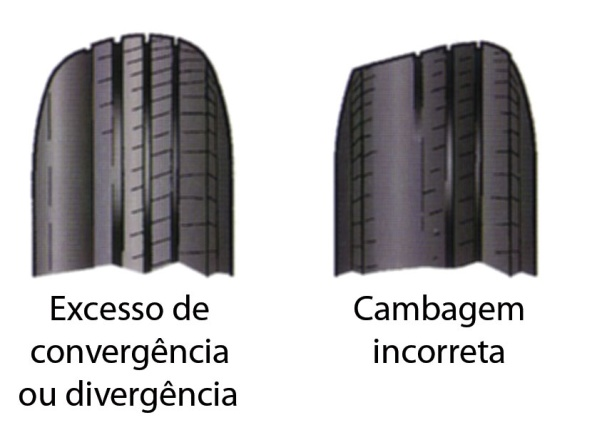 Excesso de
convergência
ou divergência
Cambagem
incorreta